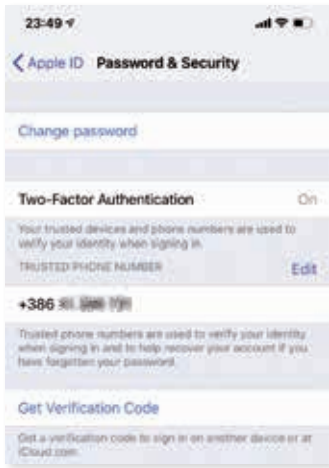 23:49
Apple ID Password & Security
Change password
Two-Factor Authentication On
Your trusted devices and phone numbers are used to
verify your identity when signing in.
TRUSTED PHONE NUMBER Edit
+386
Trusted phone numbers are used to verify your identity
when signing in and to help recover your account if you
have forgotten your password.
Get Verification Code
Get a verification code to sign in on another device or at
iCloud.com.